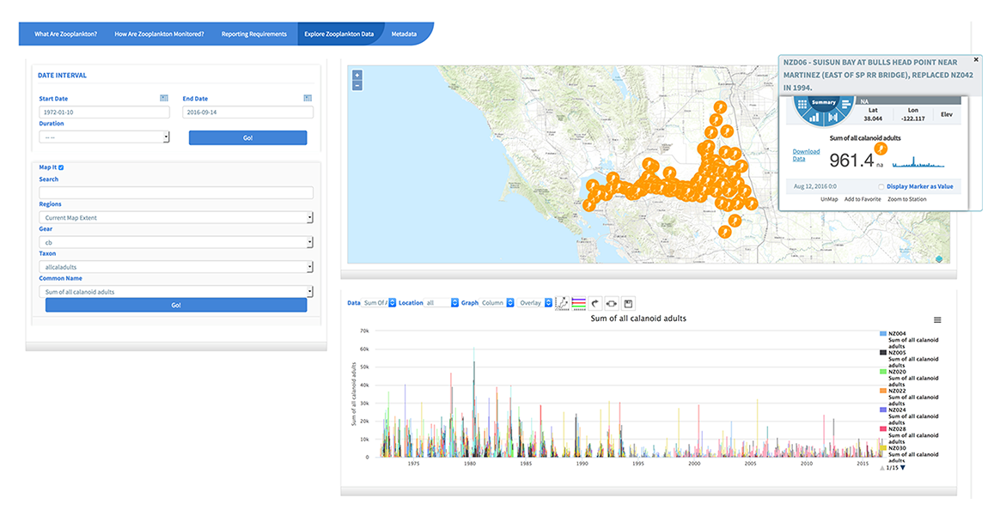 What Are Zooplankton?
How Are Zooplankton Monitored?
Reporting Requirements
Explore Zooplankton Data
Metadata
DATE INTERVAL
Start Date
End Date
1972-01-10
2016-09-14
Duration
-- --
Go!
Map It
Search
Regions
Current Map Extent
Gear
cb
Taxon
allcaladults
Common Name
Sum of all calanoid adults
Go!
+
−
NZD06 - SUISUN BAY AT BULLS HEAD POINT NEAR
MARTINEZ (EAST OF SP RR BRIDGE), REPLACED NZ042
IN 1994.
Summary
NA
Lat
38.044
Lon
-122.117
Elev
Sum of all calanoid adults
Download
Data
961.4 na
Aug 12, 2016 0:0
Display Marker as Value
UnMap Add to Favorite Zoom to Station
Data Sum Of A Location all Graph Column Overlay
Sum of all calanoid adults
Sum of all calanoid adults
70k
60k
50k
40k
30k
20k
10k
0
1975
1980
1985
1990
1995
2000
2005
2010
2015
NZ004
Sum of all calanoid
adults
NZ005
Sum of all calanoid
adults
NZ020
Sum of all calanoid
adults
NZ022
Sum of all calanoid
adults
NZ024
Sum of all calanoid
adults
NZ028
Sum of all calanoid
adults
NZ030
Sum of all calanoid
adults
1/15